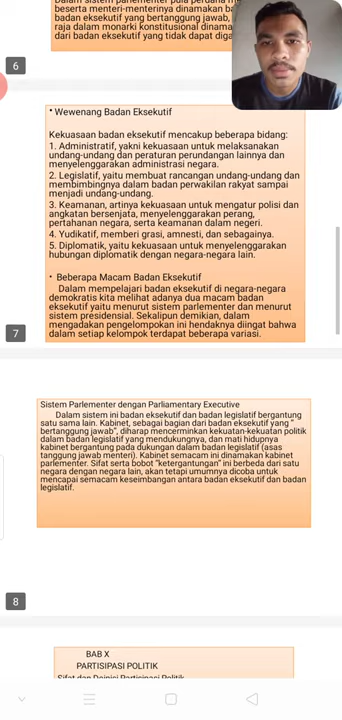 Dalam sistem parlementer pula perdana
beserta menteri-menterinya dinamakan
badan eksekutif yang bertanggung jawab,
raja dalam monarki konstitusional
dari badan eksekutif yang tidak dapat
6
• Wewenang Badan Eksekutif
Kekuasaan badan eksekutif mencakup beberapa bidang:
1. Administratif, yakni kekuasaan untuk melaksanakan
undang-undang dan peraturan perundangan lainnya dan
menyelenggarakan administrasi negara.
2. Legislatif, yaitu membuat rancangan undang-undang dan
membimbingnya dalam badan perwakilan rakyat sampai
menjadi undang-undang.
3. Keamanan, artinya kekuasaan untuk mengatur polisi dan
angkatan bersenjata, menyelenggarakan perang,
pertahanan negara, serta keamanan dalam negeri.
4. Yudikatif, memberi grasi, amnesti, dan sebagainya.
5. Diplomatik, yaitu kekuasaan untuk menyelenggarakan
hubungan diplomatik dengan negara-negara lain.
• Beberapa Macam Badan Eksekutif
Dalam mempelajari badan eksekutif di negara-negara
demokratis kita melihat adanya dua macam badan
eksekutif yaitu menurut sistem parlementer dan menurut
sistem presidensial. Sekalipun demikian, dalam
mengadakan pengelompokan ini hendaknya diingat bahwa
dalam setiap kelompok terdapat beberapa variasi.
7
Sistem Parlementer dengan Parliamentary Executive
Dalam sistem ini badan eksekutif dan badan legislatif bergantung
satu sama lain. Kabinet, sebagai bagian dari badan eksekutif yang "
bertanggung jawab", diharap mencerminkan kekuatan-kekuatan politik
dalam badan legislatif yang mendukungnya, dan mati hidupnya
kabinet bergantung pada dukungan dalam badan legislatif (asas
tanggung jawab menteri). Kabinet semacam ini dinamakan kabinet
parlementer. Sifat serta bobot "ketergantungan" ini berbeda dari satu
negara dengan negara lain, akan tetapi umumnya dicoba untuk
mencapai semacam keseimbangan antara badan eksekutif dan badan
legislatif.
8
BAB X
PARTISIPASI POLITIK
Sifat dan Deinisi Partisipasi Politik